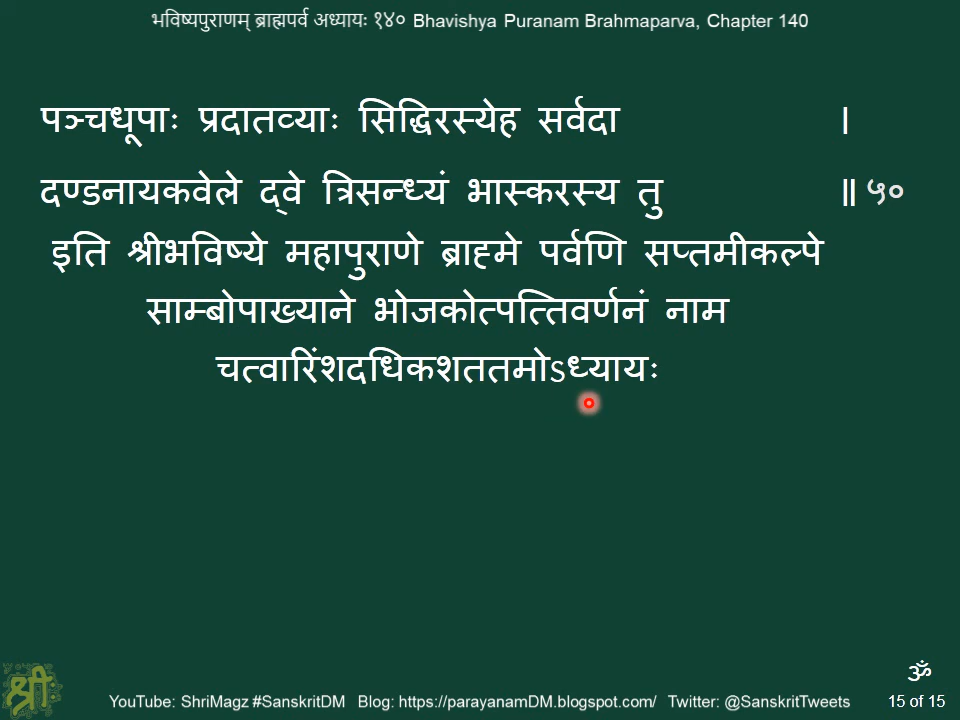 भविष्यपुराणम् ब्राह्मपर्व अध्यायः १४० Bhavishya Puranam Brahmaparva, Chapter 140
पञ्चधूपाः प्रदातव्याः सिद्धिरस्येह सर्वदा ।
दण्डनायकवेले द्वे त्रिसन्ध्यं भास्करस्य तु ॥ ५०
इति श्रीभविष्ये महापुराणे ब्राह्मे पर्वणि सप्तमीकल्पे
साम्बोपाख्याने भोजकोत्पत्तिवर्णनं नाम
चत्वारिंशदधिकशततमोऽध्यायः
ॐ
श्रीः
YouTube: ShriMagz #SanskritDM Blog: https://parayanamDM.blogspot.com/ Twitter: @SanskritTweets 15 of 15